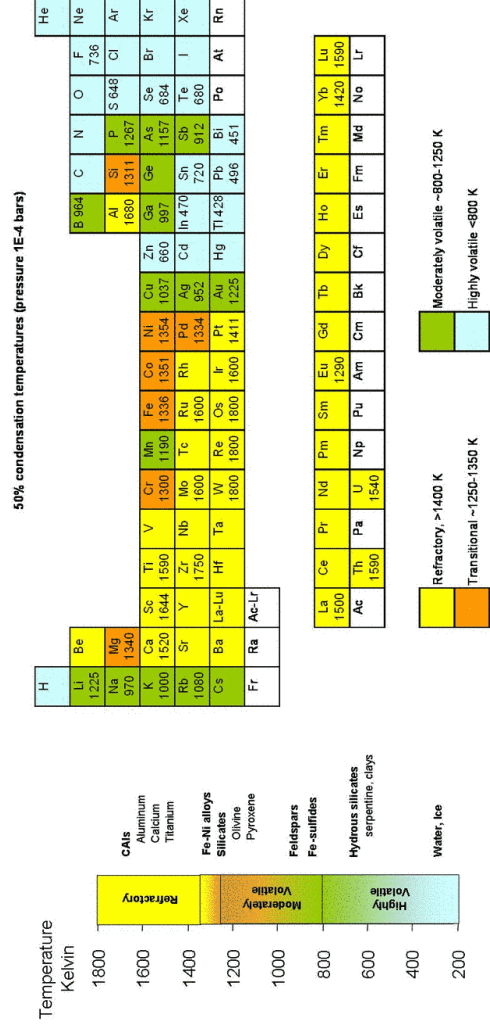 50% condensation temperatures (pressure 1E-4 bars)
H He
Li 1225 Be B 964 C N O F 736 Ne
Na 970 Mg 1340 Al 1680 Si 1311 P 1267 S 648 Cl Ar
K 1000 Ca 1520 Sc 1644 Ti 1590 V Cr 1300 Mn 1190 Fe 1336 Co 1351 Ni 1354 Cu 1037 Zn 660 Ga 997 Ge As 1157 Se 684 Br Kr
Rb 1080 Sr Y Zr 1750 Nb Mo 1600 Tc Ru 1600 Rh Pd 1334 Ag 952 Cd In 470 Sn 720 Sb 912 Te 680 I Xe
Cs Ba La-Lu Hf Ta W 1800 Re 1800 Os 1800 Ir 1600 Pt 1411 Au 1225 Hg Tl 428 Pb 496 Bi 451 Po At Rn
Fr Ra Ac-Lr
La 1500 Ce Pr Nd Pm Sm Eu 1290 Gd Tb Dy Ho Er Tm Yb 1420 Lu 1590
Ac Th 1590 Pa U 1540 Np Pu Am Cm Bk Cf Es Fm Md No Lr
Refractory, >1400 K
Transitional ~1250-1350 K
Moderately volatile ~800-1250 K
Highly volatile <800 K
Temperature
Kelvin
1800
1600
1400
1200
1000
800
600
400
200
Refractory
Moderately
Volatile
Highly
Volatile
CAIs
Aluminum
Calcium
Titanium
Fe-Ni alloys
Silicates
Olivine
Pyroxene
Feldspars
Fe-sulfides
Hydrous silicates
serpentine, clays
Water, Ice